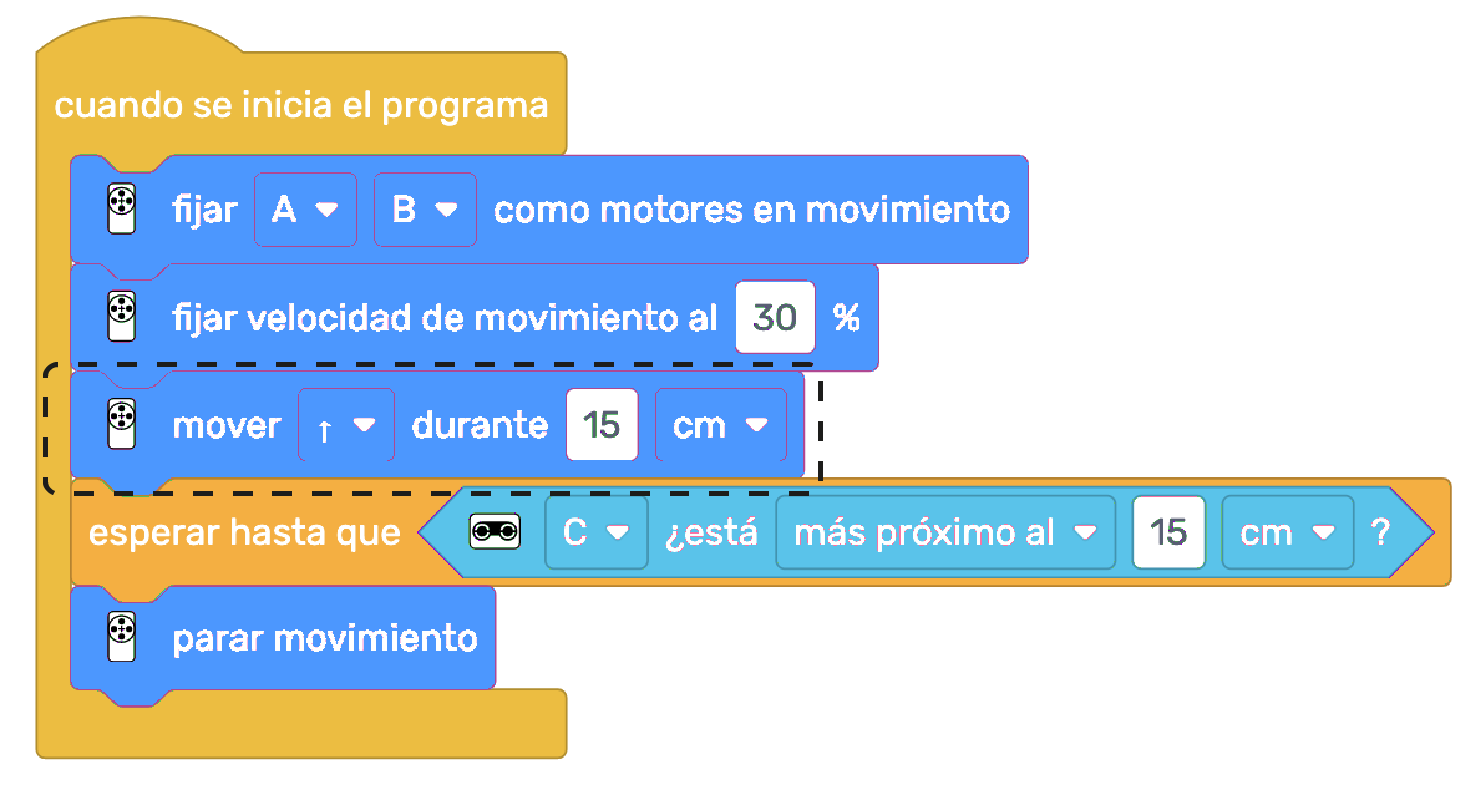 cuando se inicia el programa
fijar A B como motores en movimiento
fijar velocidad de movimiento al 30 %
mover ↑ durante 15 cm
esperar hasta que C ¿está más próximo al 15 cm ?
parar movimiento